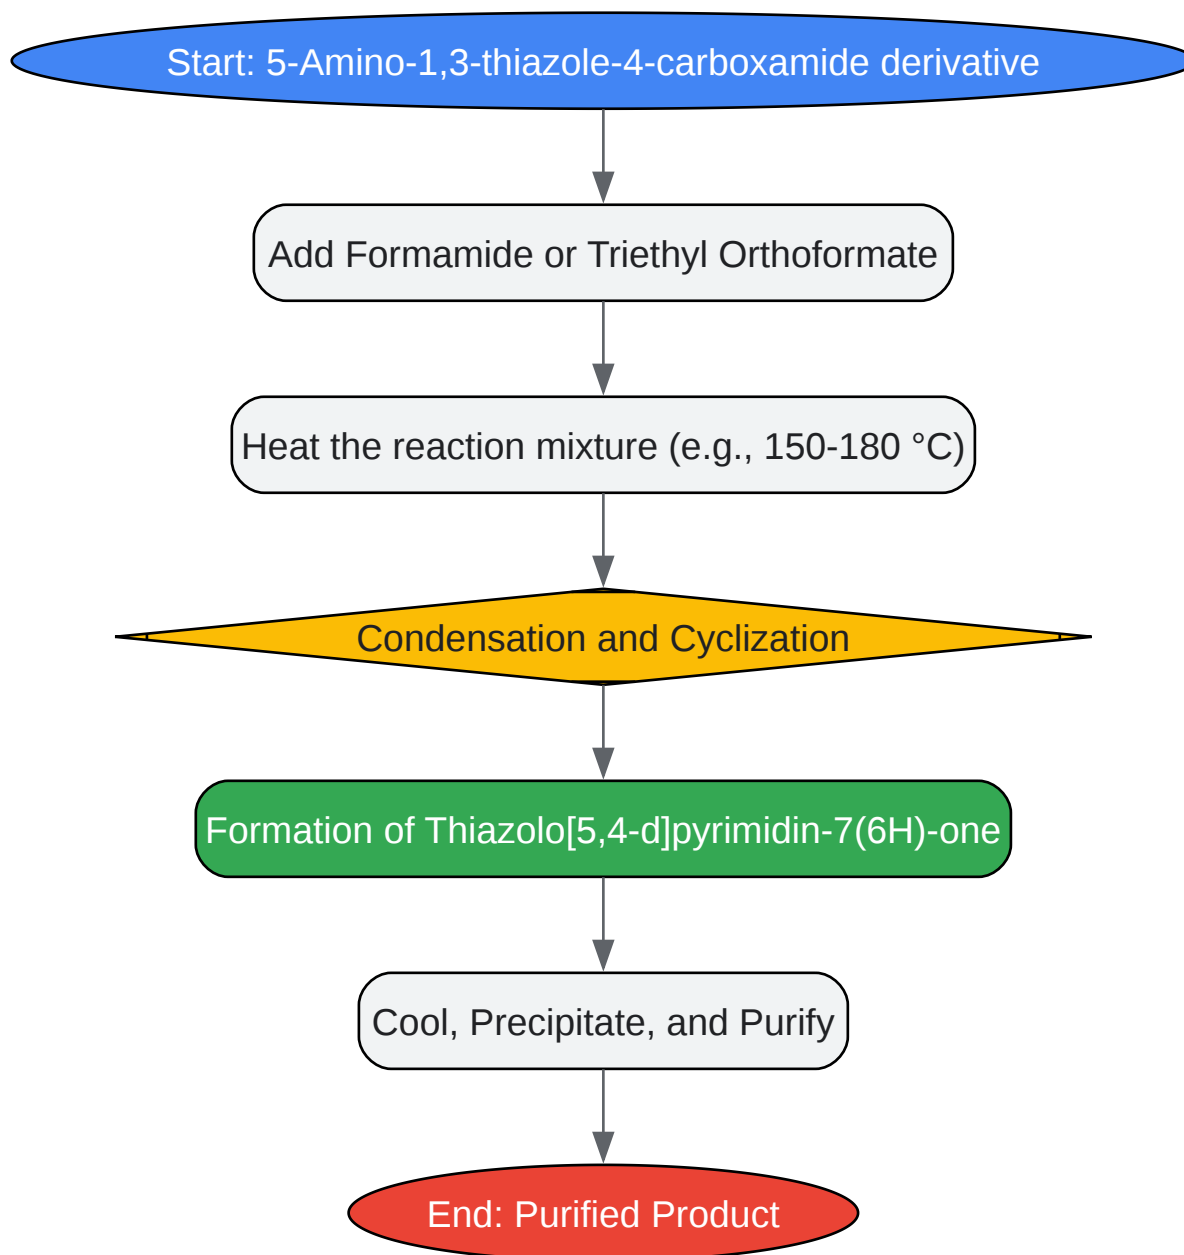 Start: 5-Amino-1,3-thiazole-4-carboxamide derivative
Add Formamide or Triethyl Orthoformate
Heat the reaction mixture (e.g., 150-180 °C)
Condensation and Cyclization
Formation of Thiazolo[5,4-d]pyrimidin-7(6H)-one
Cool, Precipitate, and Purify
End: Purified Product